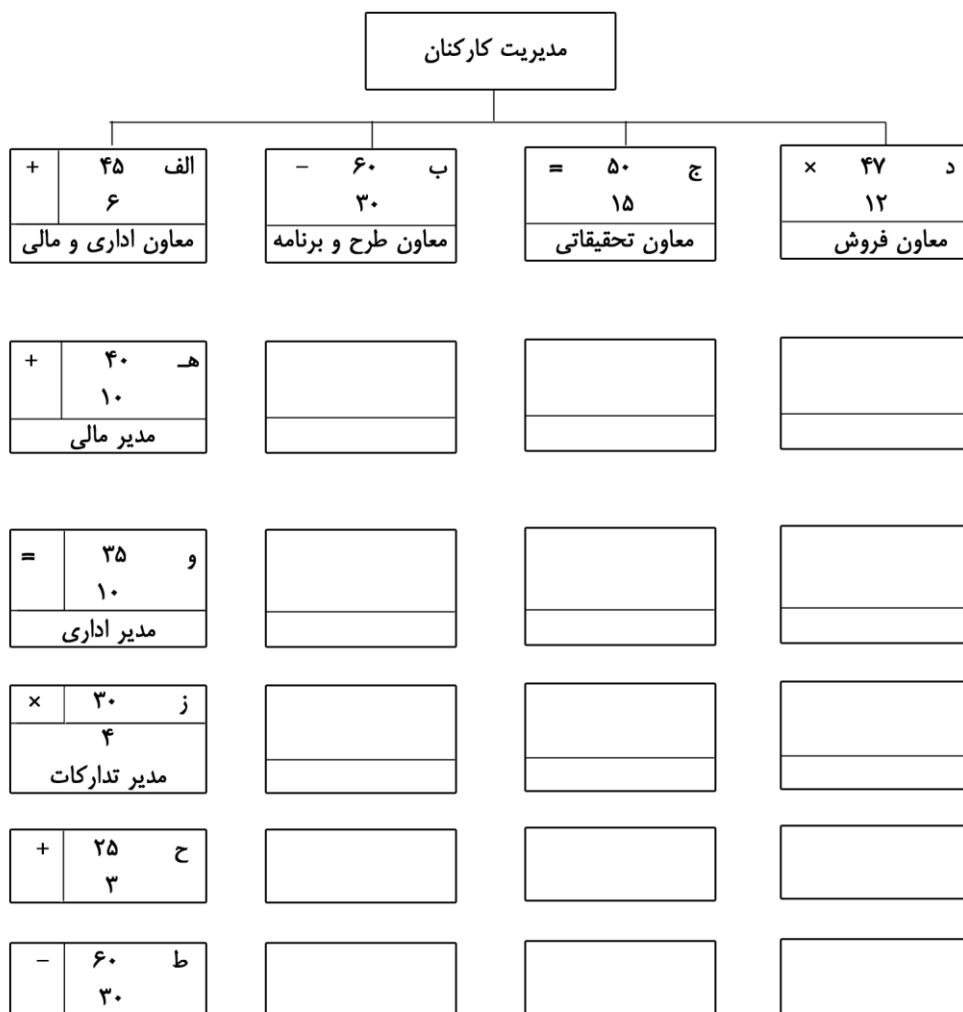 مدیریت کارکنان
د ۴۷ ×
۱۲
معاون فروش
ج ۵۰ =
۱۵
معاون تحقیقاتی
ب ۶۰ −
۳۰
معاون طرح و برنامه
الف ۴۵ +
۶
معاون اداری و مالی
هـ ۴۰ +
۱۰
مدیر مالی
و ۳۵ =
۱۰
مدیر اداری
ز ۳۰ ×
۴
مدیر تدارکات
ح ۲۵ +
۳
ط ۶۰ −
۳۰